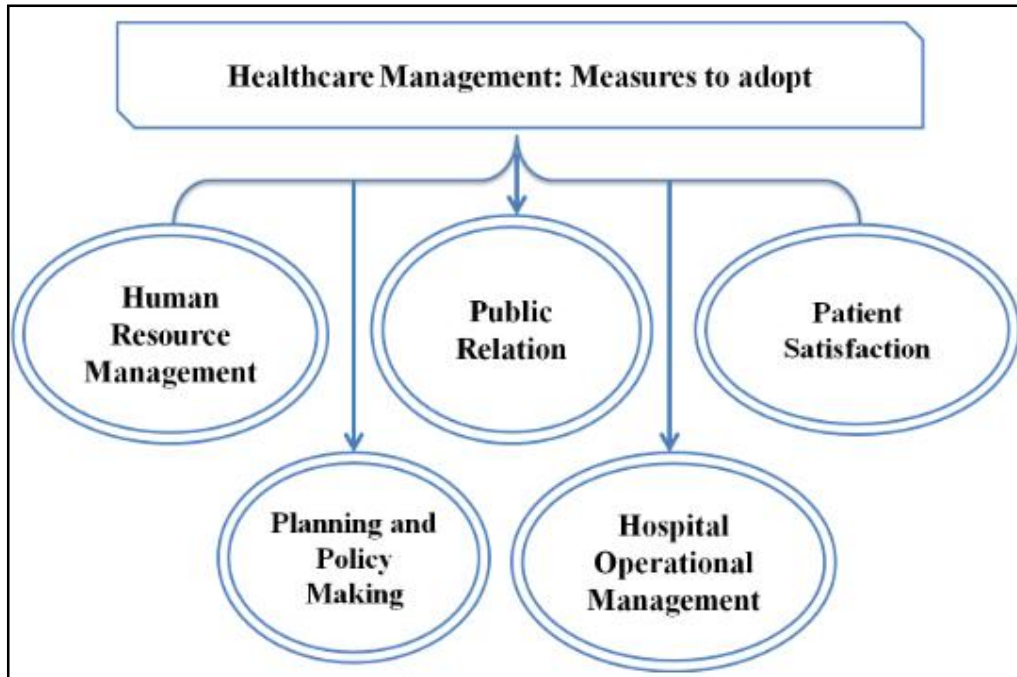 Healthcare Management: Measures to adopt
Human
Resource
Management
Public
Relation
Patient
Satisfaction
Planning and
Policy
Making
Hospital
Operational
Management